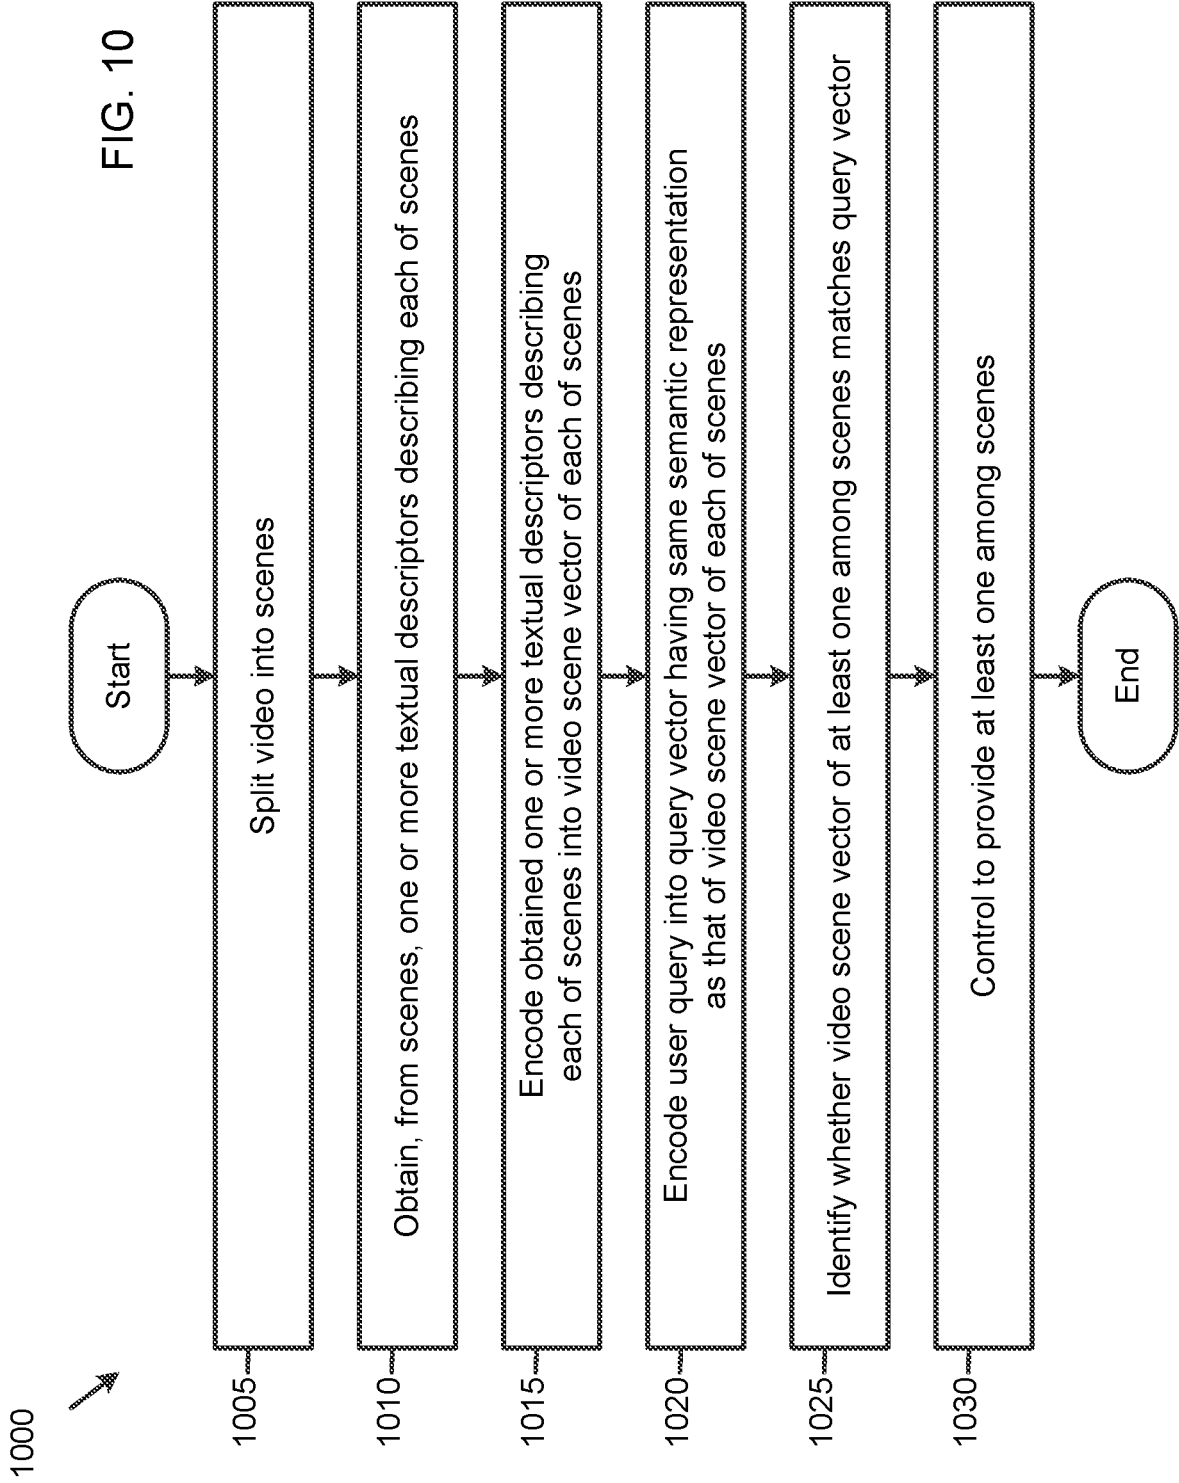 1000
FIG. 10
Start
1005
Split video into scenes
1010
Obtain, from scenes, one or more textual descriptors describing each of scenes
1015
Encode obtained one or more textual descriptors describing
each of scenes into video scene vector of each of scenes
1020
Encode user query into query vector having same semantic representation
as that of video scene vector of each of scenes
1025
Identify whether video scene vector of at least one among scenes matches query vector
1030
Control to provide at least one among scenes
End